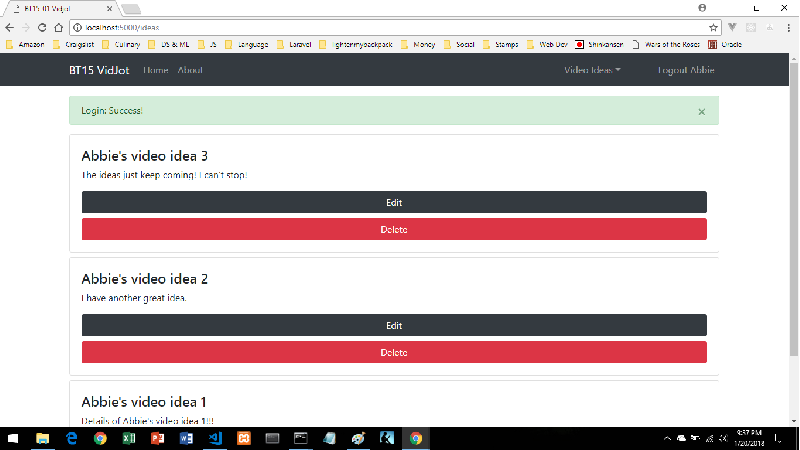 BT15-01 VidJot
localhost:5000/ideas
Amazon Craigslist Culinary DS & ML JS Language Laravel lightenmybackpack Money Social Stamps Web Dev Shinkansen Wars of the Roses Oracle
BT15 VidJot Home About Video Ideas Logout Abbie
Login: Success! ×
Abbie's video idea 3
The ideas just keep coming! I can't stop!
Edit
Delete
Abbie's video idea 2
I have another great idea.
Edit
Delete
Abbie's video idea 1
Details of Abbie's video idea 1!!!
9:37 PM
1/20/2018